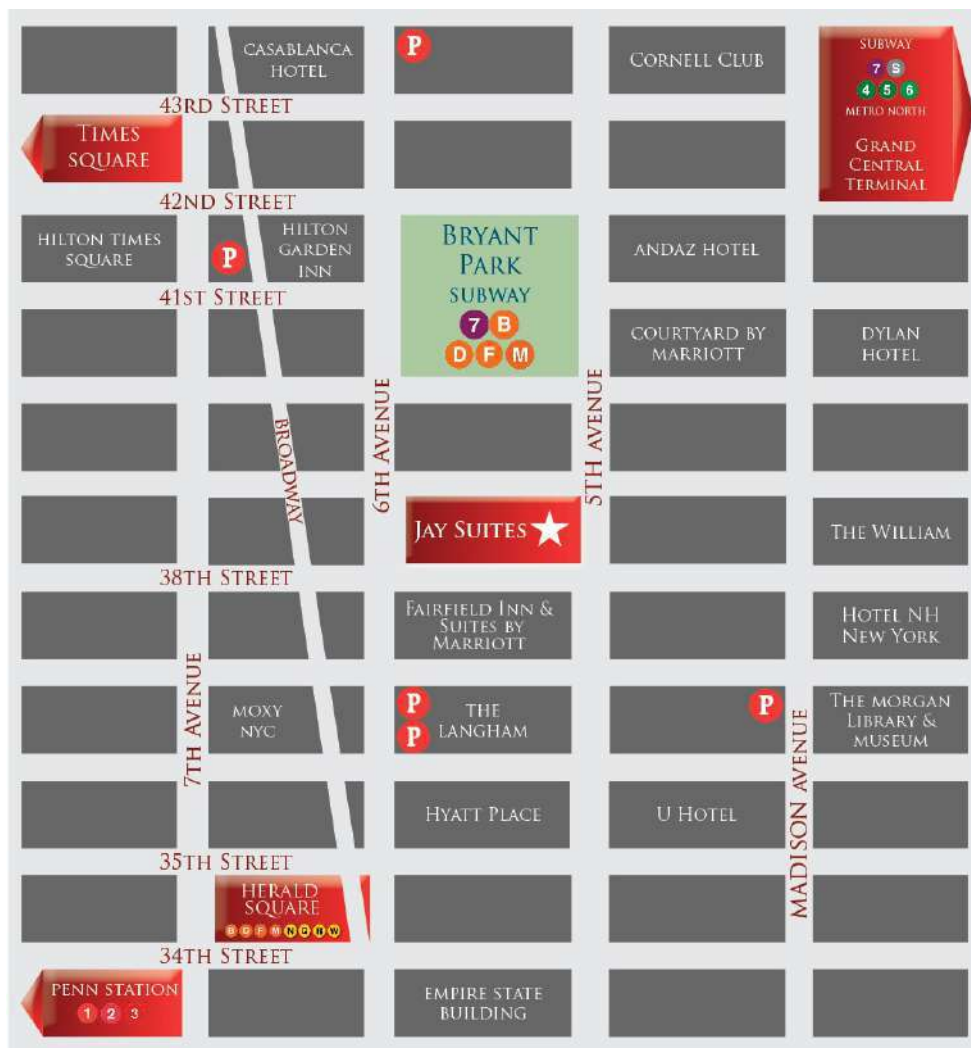 CASABLANCA
HOTEL
P
CORNELL CLUB
SUBWAY
7 S
4 5 6
METRO NORTH
GRAND
CENTRAL
TERMINAL
43RD STREET
TIMES
SQUARE
42ND STREET
HILTON TIMES
SQUARE
P
HILTON
GARDEN
INN
BRYANT
PARK
SUBWAY
7 B
D F M
ANDAZ HOTEL
41ST STREET
COURTYARD BY
MARRIOTT
DYLAN
HOTEL
BROADWAY
6TH AVENUE
5TH AVENUE
JAY SUITES
THE WILLIAM
38TH STREET
FAIRFIELD INN &
SUITES BY
MARRIOTT
HOTEL NH
NEW YORK
7TH AVENUE
MOXY
NYC
P
P
THE
LANGHAM
P
THE MORGAN
LIBRARY &
MUSEUM
MADISON AVENUE
HYATT PLACE
U HOTEL
35TH STREET
HERALD
SQUARE
34TH STREET
PENN STATION
1 2 3
EMPIRE STATE
BUILDING